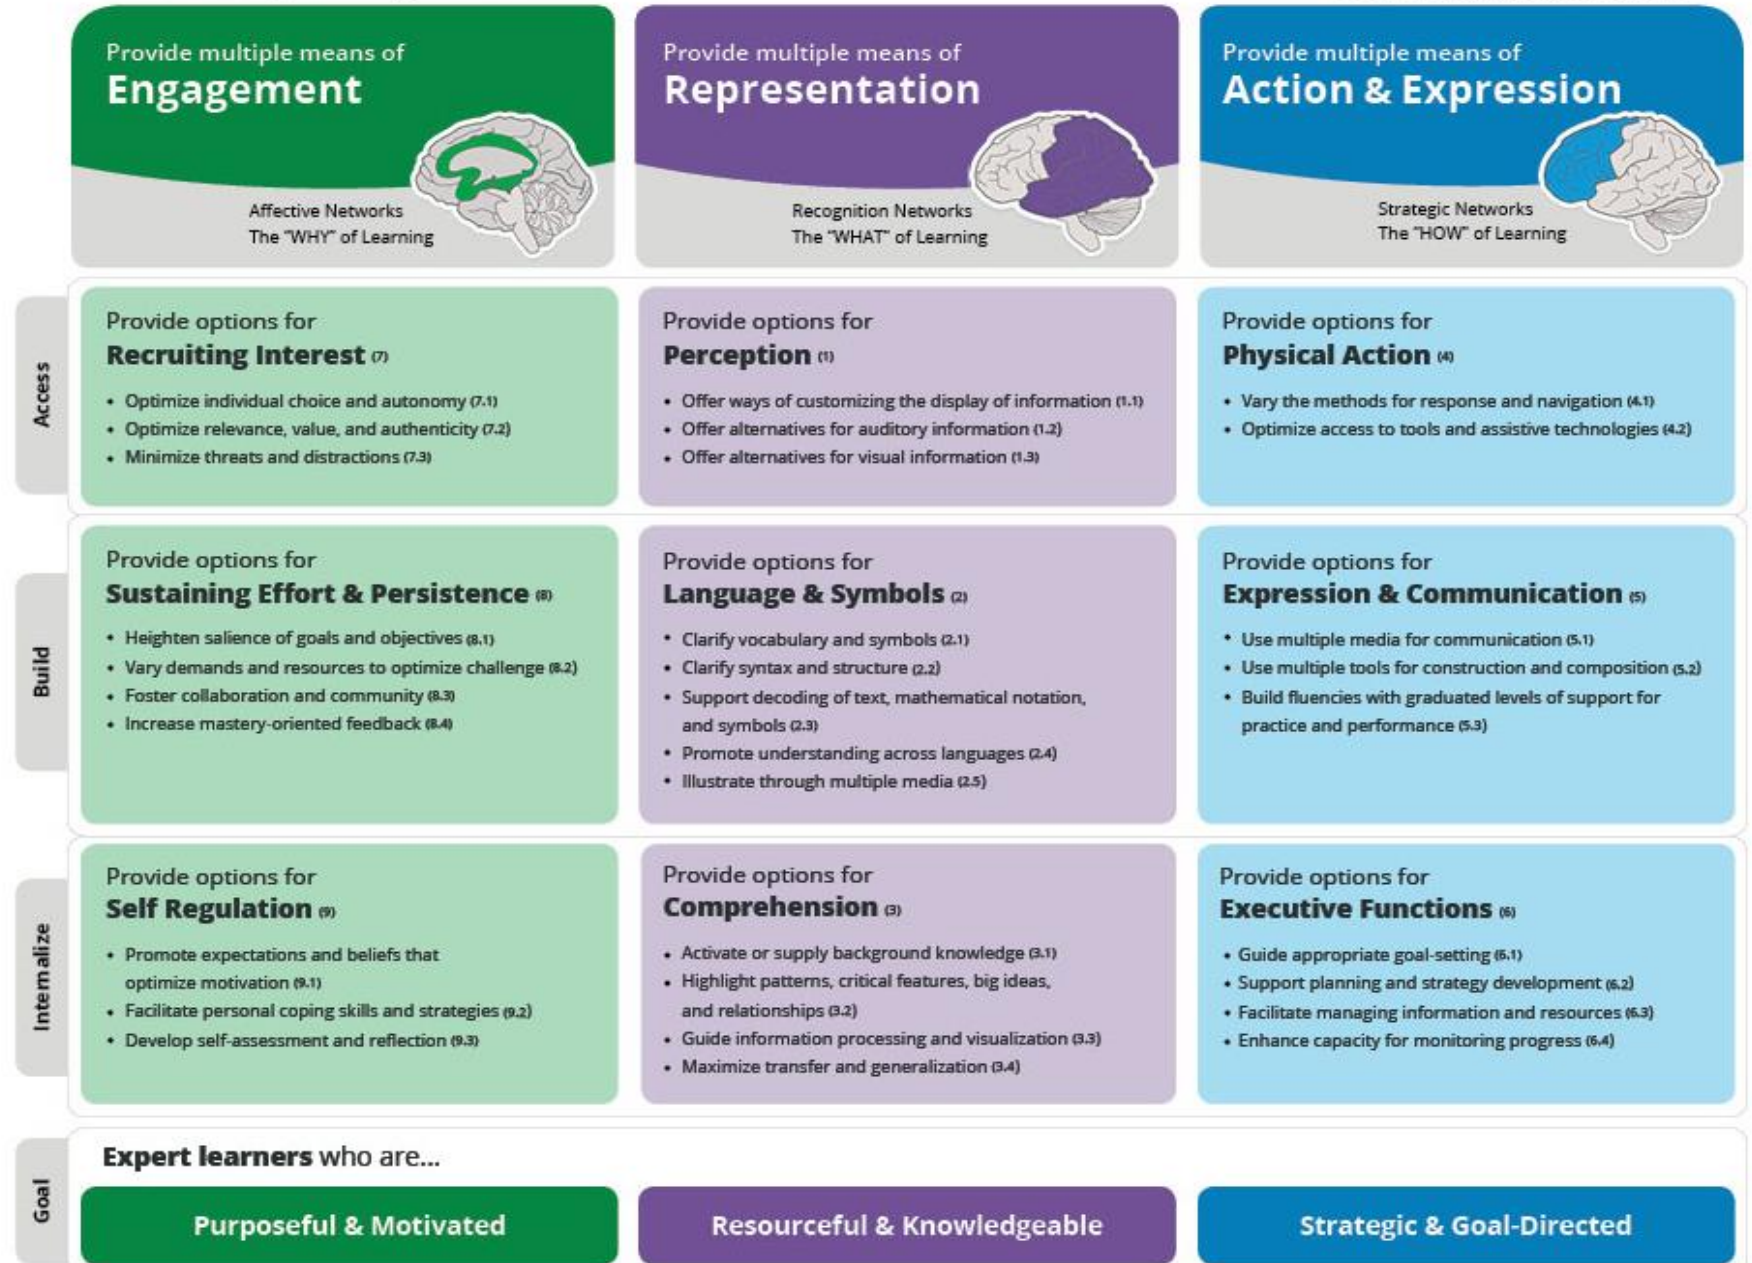 Provide multiple means of
Engagement
Affective Networks
The "WHY" of Learning
Provide multiple means of
Representation
Recognition Networks
The "WHAT" of Learning
Provide multiple means of
Action & Expression
Strategic Networks
The "HOW" of Learning
Access
Provide options for
Recruiting Interest (7)
• Optimize individual choice and autonomy (7.1)
• Optimize relevance, value, and authenticity (7.2)
• Minimize threats and distractions (7.3)
Provide options for
Perception (1)
• Offer ways of customizing the display of information (1.1)
• Offer alternatives for auditory information (1.2)
• Offer alternatives for visual information (1.3)
Provide options for
Physical Action (4)
• Vary the methods for response and navigation (4.1)
• Optimize access to tools and assistive technologies (4.2)
Build
Provide options for
Sustaining Effort & Persistence (8)
• Heighten salience of goals and objectives (8.1)
• Vary demands and resources to optimize challenge (8.2)
• Foster collaboration and community (8.3)
• Increase mastery-oriented feedback (8.4)
Provide options for
Language & Symbols (2)
• Clarify vocabulary and symbols (2.1)
• Clarify syntax and structure (2.2)
• Support decoding of text, mathematical notation,
and symbols (2.3)
• Promote understanding across languages (2.4)
• Illustrate through multiple media (2.5)
Provide options for
Expression & Communication (5)
• Use multiple media for communication (5.1)
• Use multiple tools for construction and composition (5.2)
• Build fluencies with graduated levels of support for
practice and performance (5.3)
Internalize
Provide options for
Self Regulation (9)
• Promote expectations and beliefs that
optimize motivation (9.1)
• Facilitate personal coping skills and strategies (9.2)
• Develop self-assessment and reflection (9.3)
Provide options for
Comprehension (3)
• Activate or supply background knowledge (3.1)
• Highlight patterns, critical features, big ideas,
and relationships (3.2)
• Guide information processing and visualization (3.3)
• Maximize transfer and generalization (3.4)
Provide options for
Executive Functions (6)
• Guide appropriate goal-setting (6.1)
• Support planning and strategy development (6.2)
• Facilitate managing information and resources (6.3)
• Enhance capacity for monitoring progress (6.4)
Goal
Expert learners who are...
Purposeful & Motivated
Resourceful & Knowledgeable
Strategic & Goal-Directed